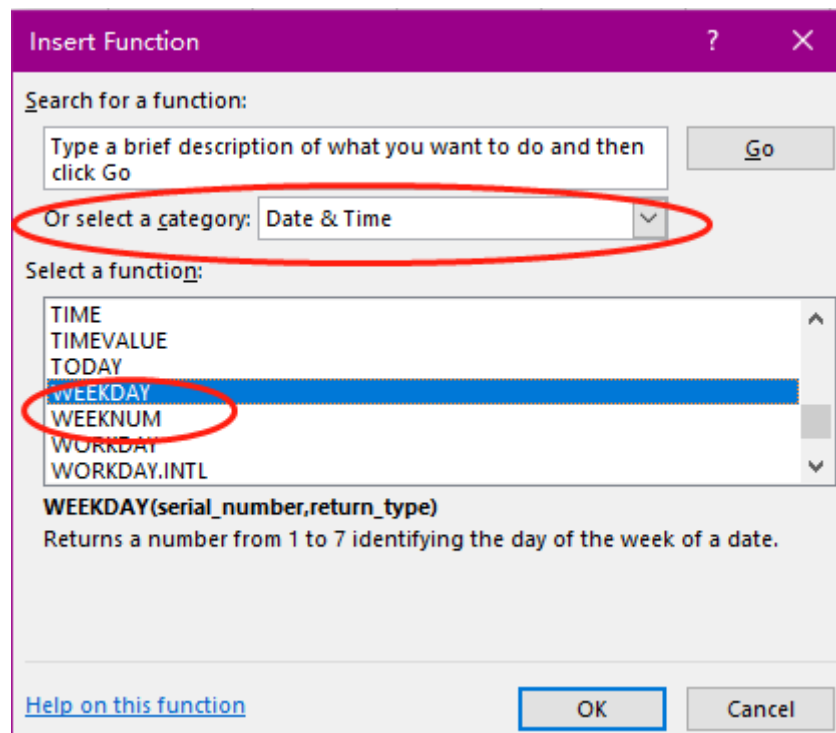 Insert Function ? ×
Search for a function:
Type a brief description of what you want to do and then
click Go
Go
Or select a category: Date & Time
Select a function:
TIME
TIMEVALUE
TODAY
WEEKDAY
WEEKNUM
WORKDAY
WORKDAY.INTL
WEEKDAY(serial_number,return_type)
Returns a number from 1 to 7 identifying the day of the week of a date.
Help on this function
OK
Cancel